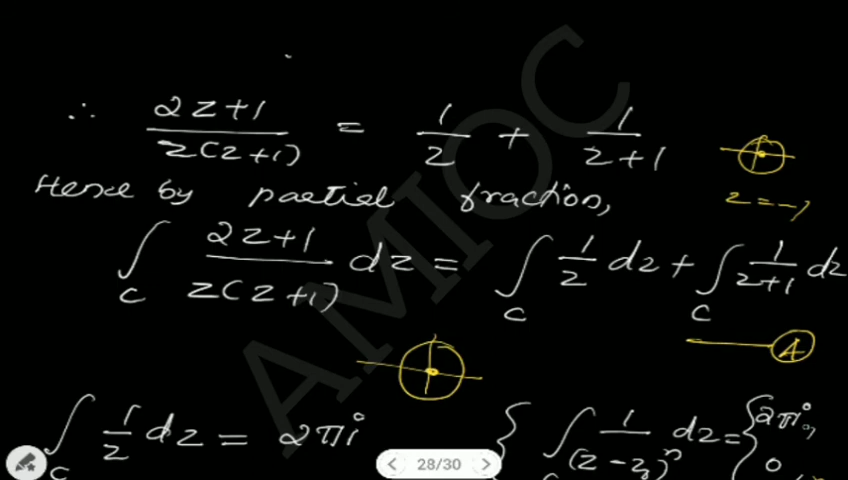 ∴ 2z+1 / z(z+1) = 1/z + 1/z+1
z=-1
Hence by partial fraction,
∫_C 2z+1 / z(z+1) dz = ∫_C 1/z dz + ∫_C 1/z+1 dz
A
∫_C 1/z dz = 2πi { ∫ 1/(z-z₀)ⁿ dz = { 2πi,
0
AMIOC
28/30